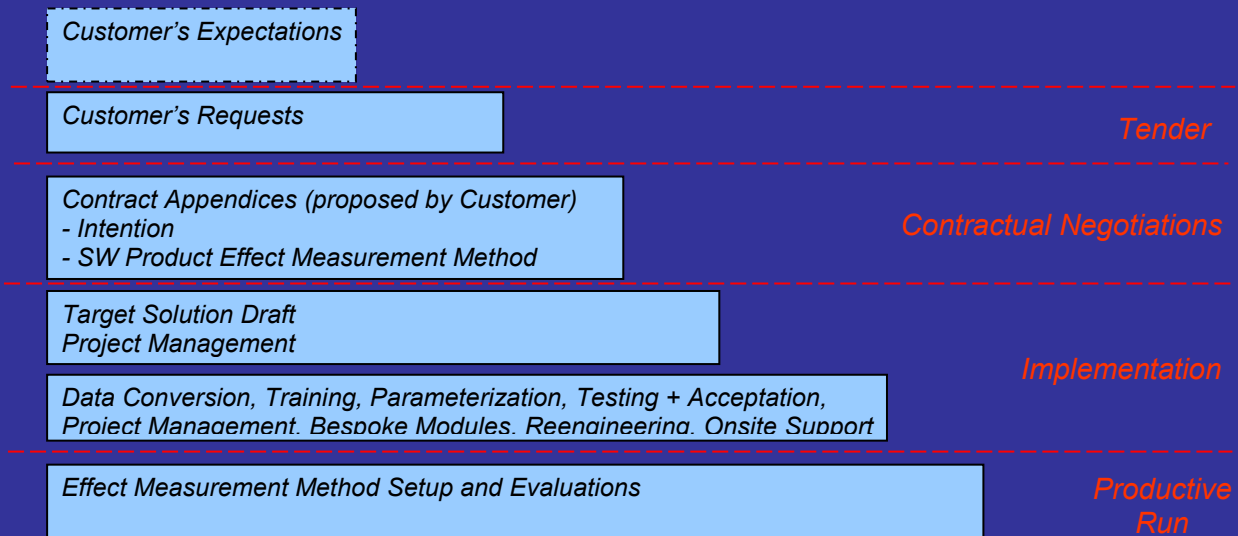 Customer’s Expectations
Customer’s Requests
Tender
Contract Appendices (proposed by Customer)
- Intention
- SW Product Effect Measurement Method
Contractual Negotiations
Target Solution Draft
Project Management
Implementation
Data Conversion, Training, Parameterization, Testing + Acceptation,
Project Management, Bespoke Modules, Reengineering, Onsite Support
Effect Measurement Method Setup and Evaluations
Productive
Run